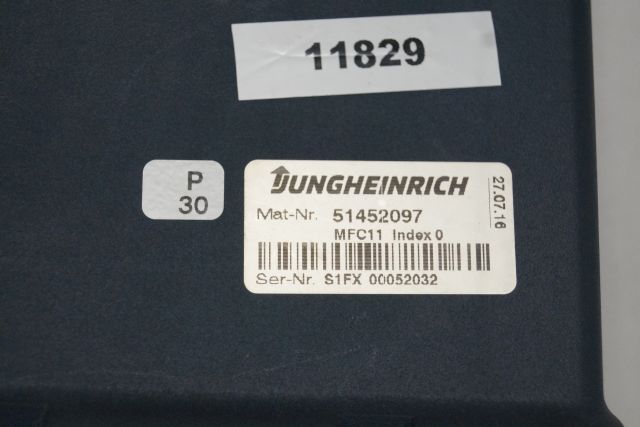 11829
P
30
JUNGHEINRICH
27.07.16
Mat-Nr. 51452097
MFC11 Index 0
Ser-Nr. S1FX 00052032